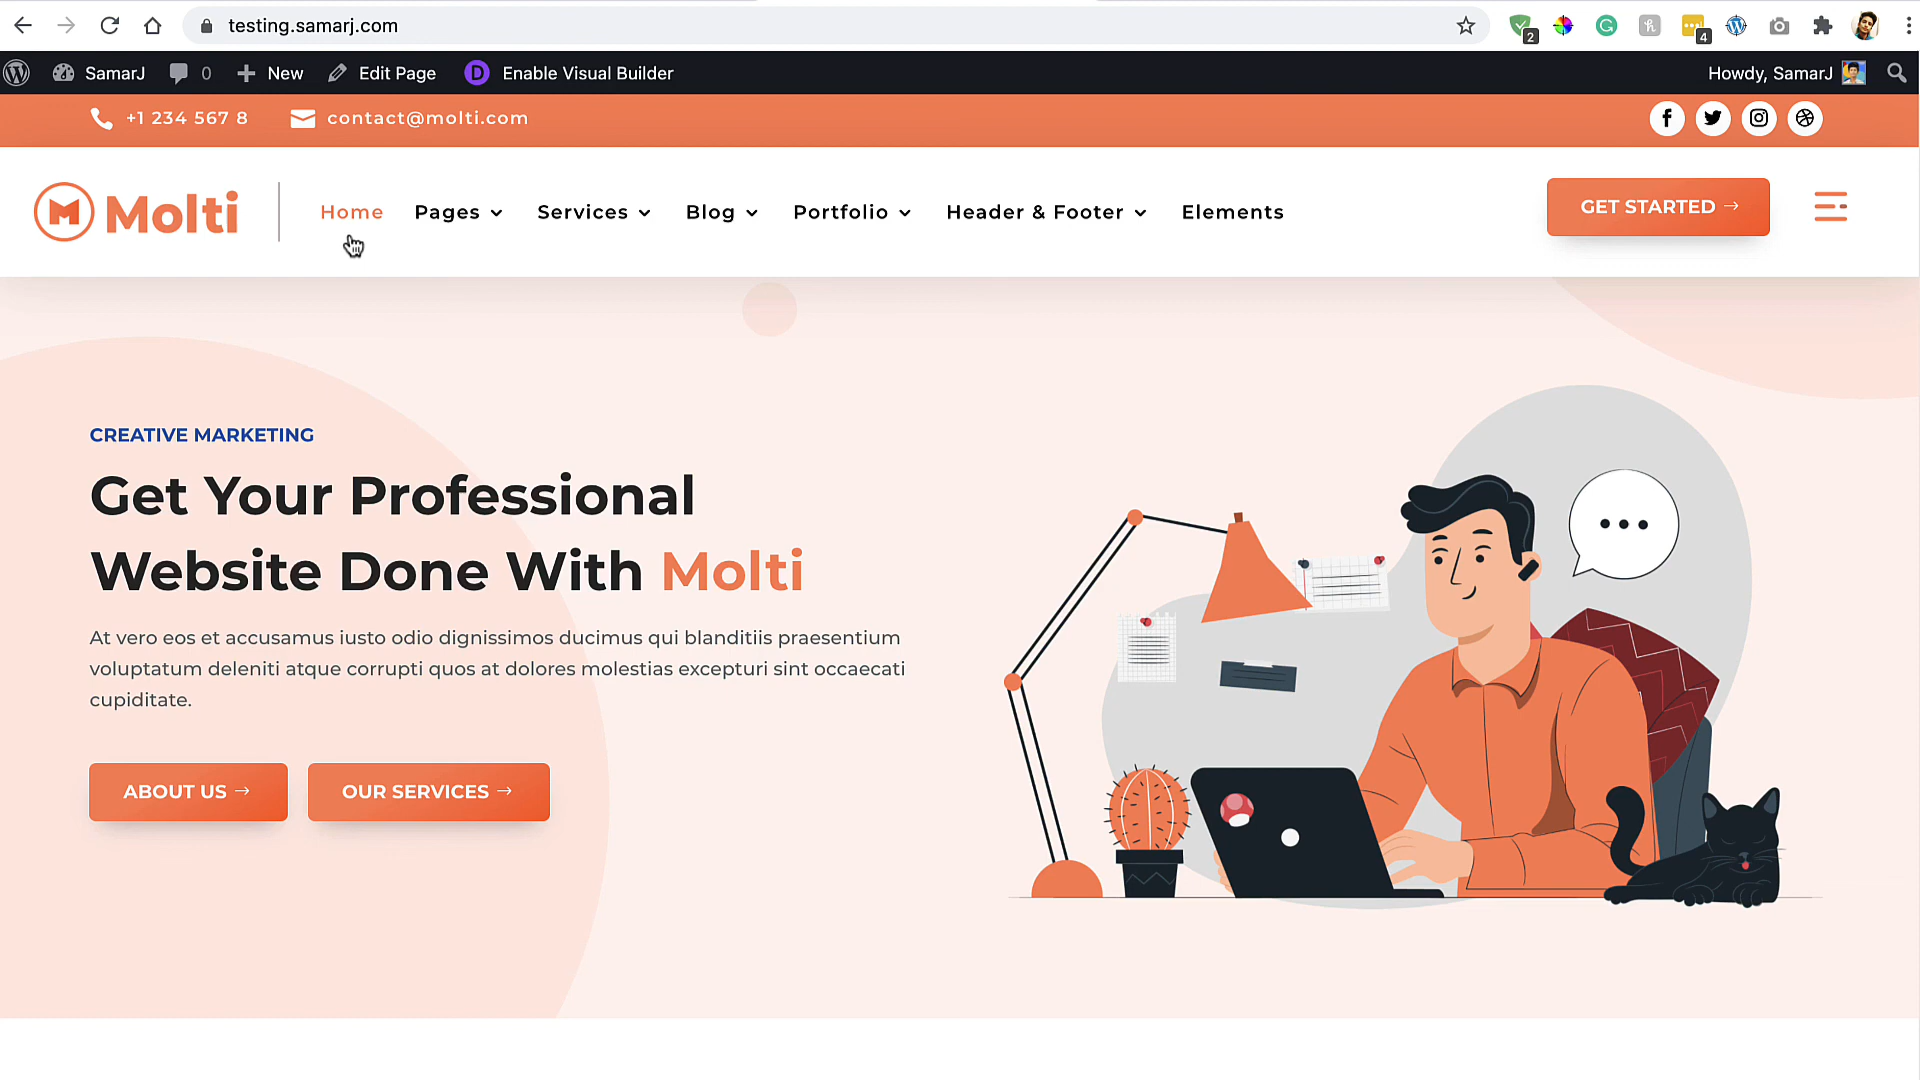 testing.samarj.com
2
4
SamarJ
0
New
Edit Page
D
Enable Visual Builder
Howdy, SamarJ
+1 234 567 8
contact@molti.com
M Molti
Home
Pages
Services
Blog
Portfolio
Header & Footer
Elements
GET STARTED →
CREATIVE MARKETING
Get Your Professional
Website Done With Molti
At vero eos et accusamus iusto odio dignissimos ducimus qui blanditiis praesentium
voluptatum deleniti atque corrupti quos at dolores molestias excepturi sint occaecati
cupiditate.
ABOUT US →
OUR SERVICES →